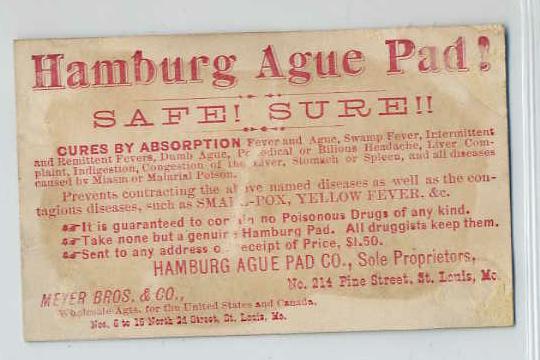 Hamburg Ague Pad!
SAFE! SURE!!
CURES BY ABSORPTION Fever and Ague, Swamp Fever, Intermittent
and Remittent Fevers, Dumb Ague, Pe odical or Bilious Headache, Liver Com-
plaint, Indigestion, Congestion of the Liver, Stomach or Spleen, and all diseases
caused by Miasm or Malarial Poison.
Prevents contracting the above named diseases as well as the con-
tagious diseases, such as SMAL-POX, YELLOW FEVER, &c.
It is guaranteed to con in no Poisonous Drugs of any kind.
Take none but a genuine Hamburg Pad. All druggists keep them.
Sent to any address o receipt of Price, $1.50.
HAMBURG AGUE PAD CO., Sole Proprietors,
No. 214 Pine Street, St. Louis, Mo.
MEYER BROS. & CO.,
Wholesale Agts. for the United States and Canada,
Nos. 6 to 16 North 2d Street, St. Louis, Mo.